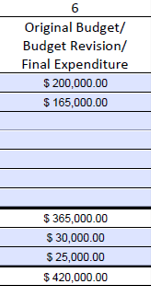 6
Original Budget/
Budget Revision/
Final Expenditure
$ 200,000.00
$ 165,000.00
$ 365,000.00
$ 30,000.00
$ 25,000.00
$ 420,000.00